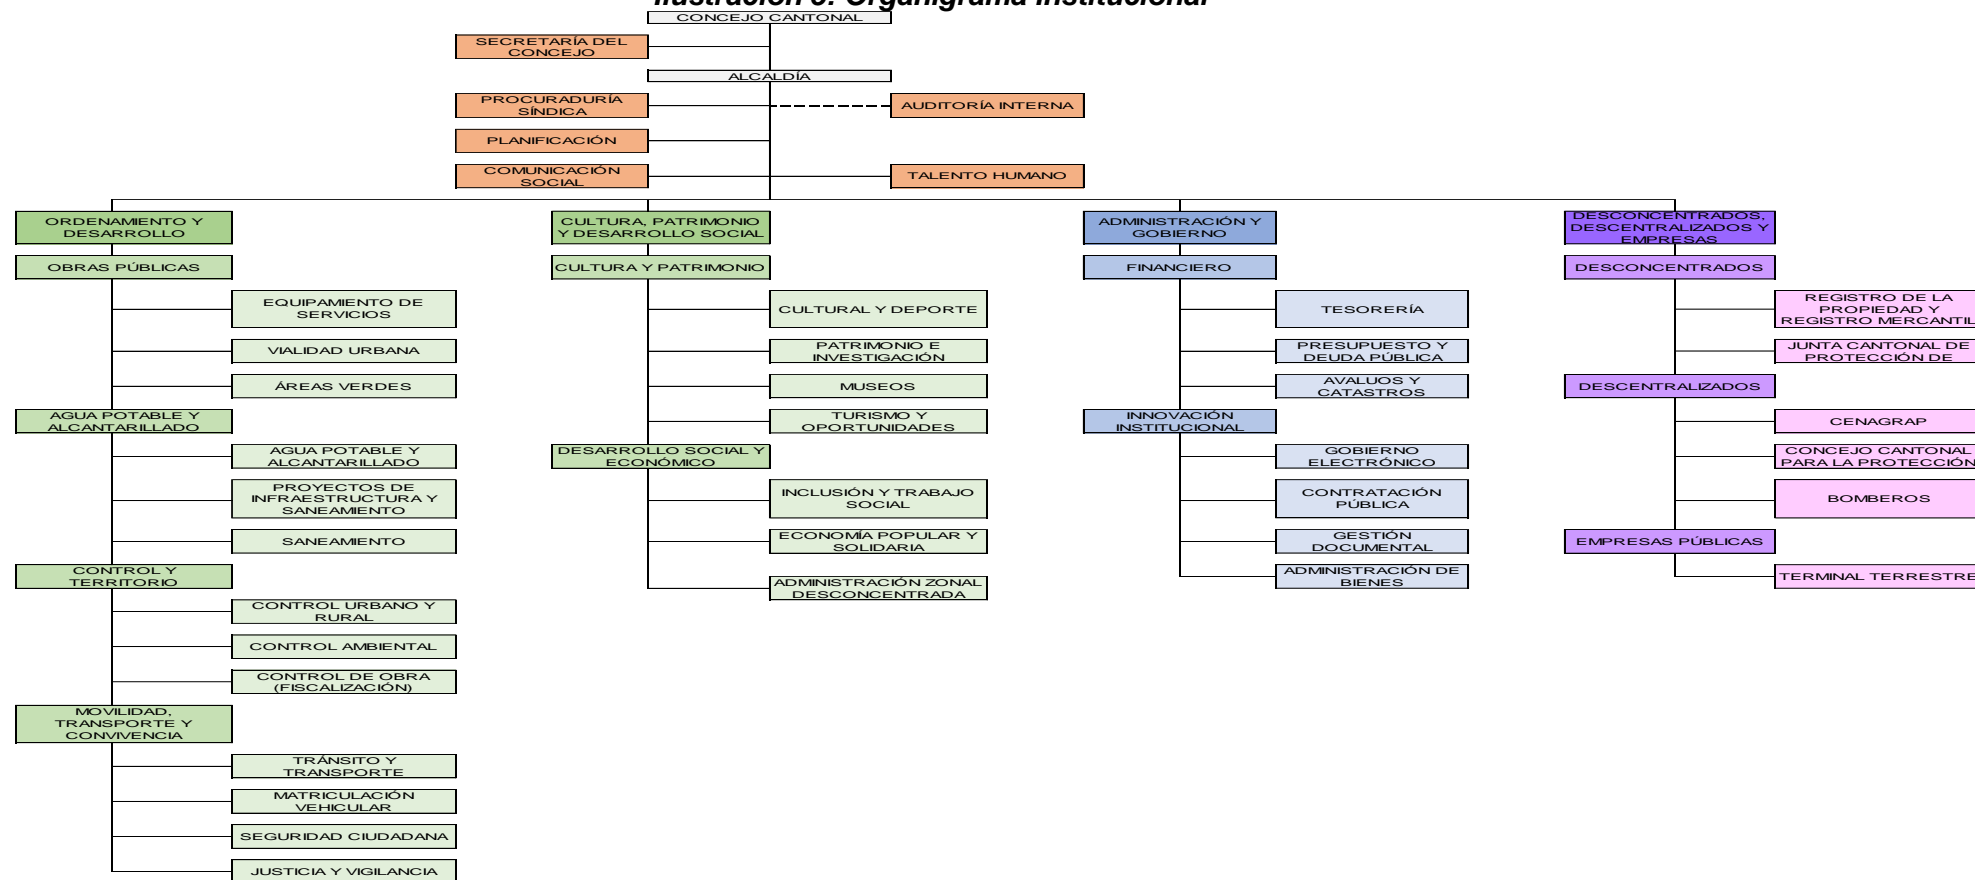 Ilustración 3: Organigrama Institucional
CONCEJO CANTONAL
SECRETARÍA DEL
CONCEJO
ALCALDÍA
PROCURADURÍA
SÍNDICA
AUDITORÍA INTERNA
PLANIFICACIÓN
COMUNICACIÓN
SOCIAL
TALENTO HUMANO
ORDENAMIENTO Y
DESARROLLO
OBRAS PÚBLICAS
EQUIPAMIENTO DE
SERVICIOS
VIALIDAD URBANA
ÁREAS VERDES
AGUA POTABLE Y
ALCANTARILLADO
AGUA POTABLE Y
ALCANTARILLADO
PROYECTOS DE
INFRAESTRUCTURA Y
SANEAMIENTO
SANEAMIENTO
CONTROL Y
TERRITORIO
CONTROL URBANO Y
RURAL
CONTROL AMBIENTAL
CONTROL DE OBRA
(FISCALIZACIÓN)
MOVILIDAD,
TRANSPORTE Y
CONVIVENCIA
TRÁNSITO Y
TRANSPORTE
MATRICULACIÓN
VEHICULAR
SEGURIDAD CIUDADANA
JUSTICIA Y VIGILANCIA
CULTURA, PATRIMONIO
Y DESARROLLO SOCIAL
CULTURA Y PATRIMONIO
CULTURAL Y DEPORTE
PATRIMONIO E
INVESTIGACIÓN
MUSEOS
TURISMO Y
OPORTUNIDADES
DESARROLLO SOCIAL Y
ECONÓMICO
INCLUSIÓN Y TRABAJO
SOCIAL
ECONOMÍA POPULAR Y
SOLIDARIA
ADMINISTRACIÓN ZONAL
DESCONCENTRADA
ADMINISTRACIÓN Y
GOBIERNO
FINANCIERO
TESORERÍA
PRESUPUESTO Y
DEUDA PÚBLICA
AVALUOS Y
CATASTROS
INNOVACIÓN
INSTITUCIONAL
GOBIERNO
ELECTRÓNICO
CONTRATACIÓN
PÚBLICA
GESTIÓN
DOCUMENTAL
ADMINISTRACIÓN DE
BIENES
DESCONCENTRADOS,
DESCENTRALIZADOS Y
EMPRESAS
DESCONCENTRADOS
REGISTRO DE LA
PROPIEDAD Y
REGISTRO MERCANTIL
JUNTA CANTONAL DE
PROTECCIÓN DE
DESCENTRALIZADOS
CENAGRAP
CONCEJO CANTONAL
PARA LA PROTECCIÓN
BOMBEROS
EMPRESAS PÚBLICAS
TERMINAL TERRESTRE